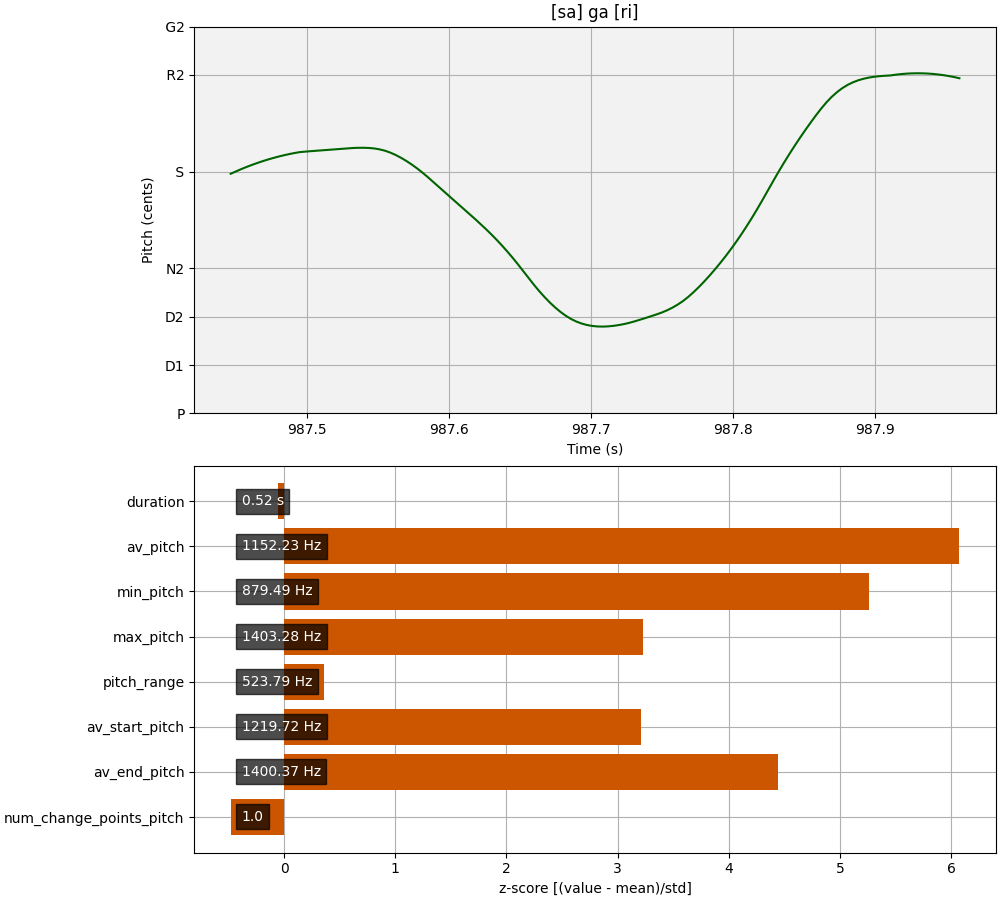 [sa] ga [ri]
G2
R2
S
N2
D2
D1
P
Pitch (cents)
987.5 987.6 987.7 987.8 987.9
Time (s)
duration 0.52 s
av_pitch 1152.23 Hz
min_pitch 879.49 Hz
max_pitch 1403.28 Hz
pitch_range 523.79 Hz
av_start_pitch 1219.72 Hz
av_end_pitch 1400.37 Hz
num_change_points_pitch 1.0
0 1 2 3 4 5 6
z-score [(value - mean)/std]